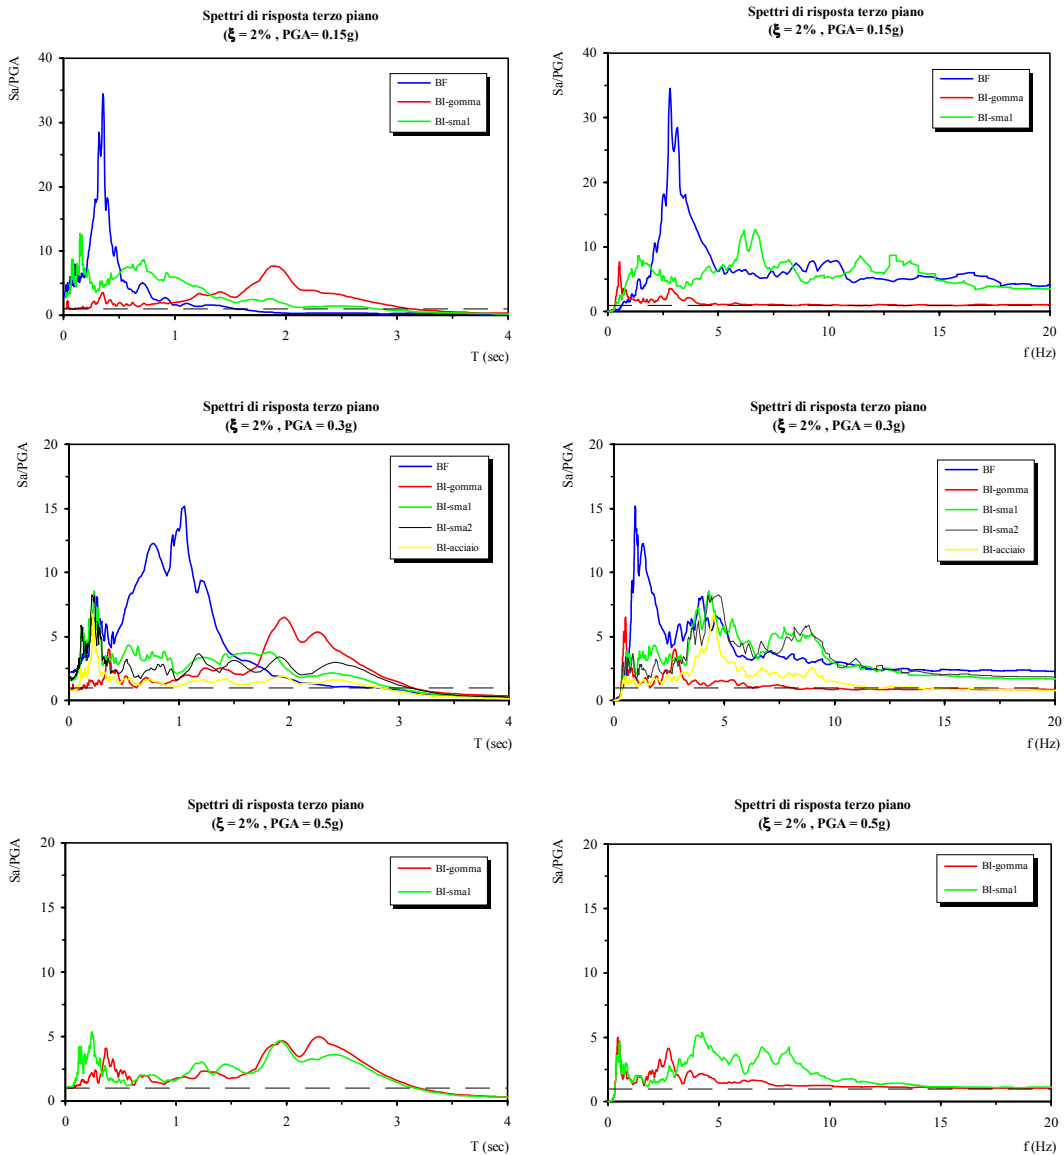 Spettri di risposta terzo piano
(ξ = 2% , PGA= 0.15g)
Sa/PGA
40
30
20
10
0
0
1
2
3
4
T (sec)
BF
BI-gomma
BI-sma1
Spettri di risposta terzo piano
(ξ = 2% , PGA= 0.15g)
Sa/PGA
40
30
20
10
0
0
5
10
15
20
f (Hz)
BF
BI-gomma
BI-sma1
Spettri di risposta terzo piano
(ξ = 2% , PGA = 0.3g)
Sa/PGA
20
15
10
5
0
0
1
2
3
4
T (sec)
BF
BI-gomma
BI-sma1
BI-sma2
BI-acciaio
Spettri di risposta terzo piano
(ξ = 2% , PGA = 0.3g)
Sa/PGA
20
15
10
5
0
0
5
10
15
20
f (Hz)
BF
BI-gomma
BI-sma1
BI-sma2
BI-acciaio
Spettri di risposta terzo piano
(ξ = 2% , PGA = 0.5g)
Sa/PGA
20
15
10
5
0
0
1
2
3
4
T (sec)
BI-gomma
BI-sma1
Spettri di risposta terzo piano
(ξ = 2% , PGA = 0.5g)
Sa/PGA
20
15
10
5
0
0
5
10
15
20
f (Hz)
BI-gomma
BI-sma1